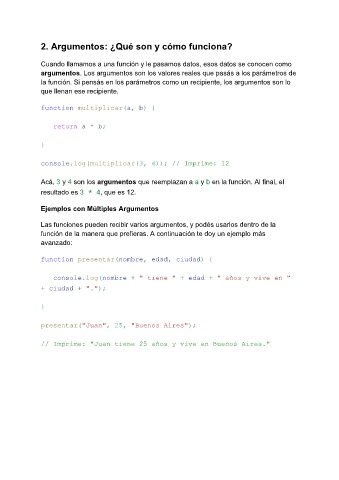 2. Argumentos: ¿Qué son y cómo funciona?
Cuando llamamos a una función y le pasamos datos, esos datos se conocen como
argumentos. Los argumentos son los valores reales que pasás a los parámetros de
la función. Si pensás en los parámetros como un recipiente, los argumentos son lo
que llenan ese recipiente.
function multiplicar(a, b) {
return a * b;
}
console.log(multiplicar(3, 4)); // Imprime: 12
Acá, 3 y 4 son los argumentos que reemplazan a a y b en la función. Al final, el
resultado es 3 * 4, que es 12.
Ejemplos con Múltiples Argumentos
Las funciones pueden recibir varios argumentos, y podés usarlos dentro de la
función de la manera que prefieras. A continuación te doy un ejemplo más
avanzado:
function presentar(nombre, edad, ciudad) {
console.log(nombre + " tiene " + edad + " años y vive en "
+ ciudad + ".");
}
presentar("Juan", 25, "Buenos Aires");
// Imprime: "Juan tiene 25 años y vive en Buenos Aires."